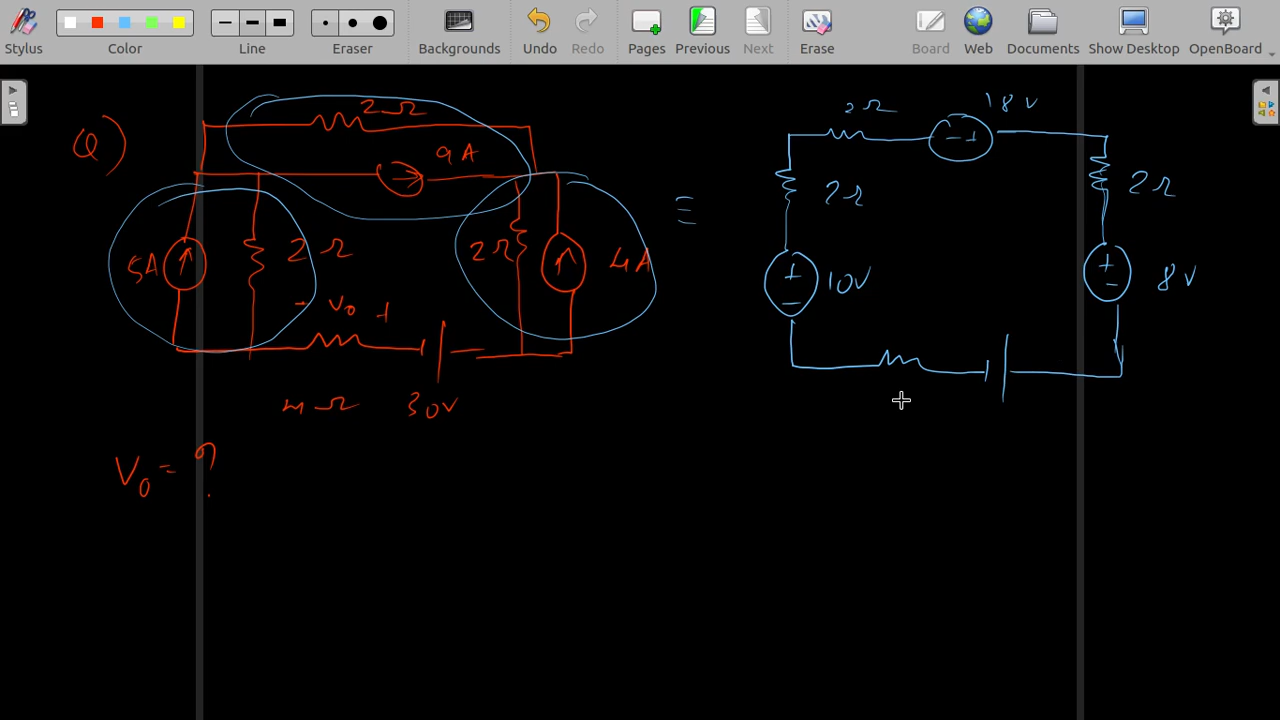 Stylus
Color
Line
Eraser
Backgrounds
Undo
Redo
Pages
Previous
Next
Erase
Board
Web
Documents
Show Desktop
OpenBoard
Q)
2Ω
9A
5A
2Ω
2Ω
4A
- V0 +
4Ω
30V
V0 = ?
≡
2Ω
18V
- +
2Ω
2Ω
+
-
10V
+
-
8V